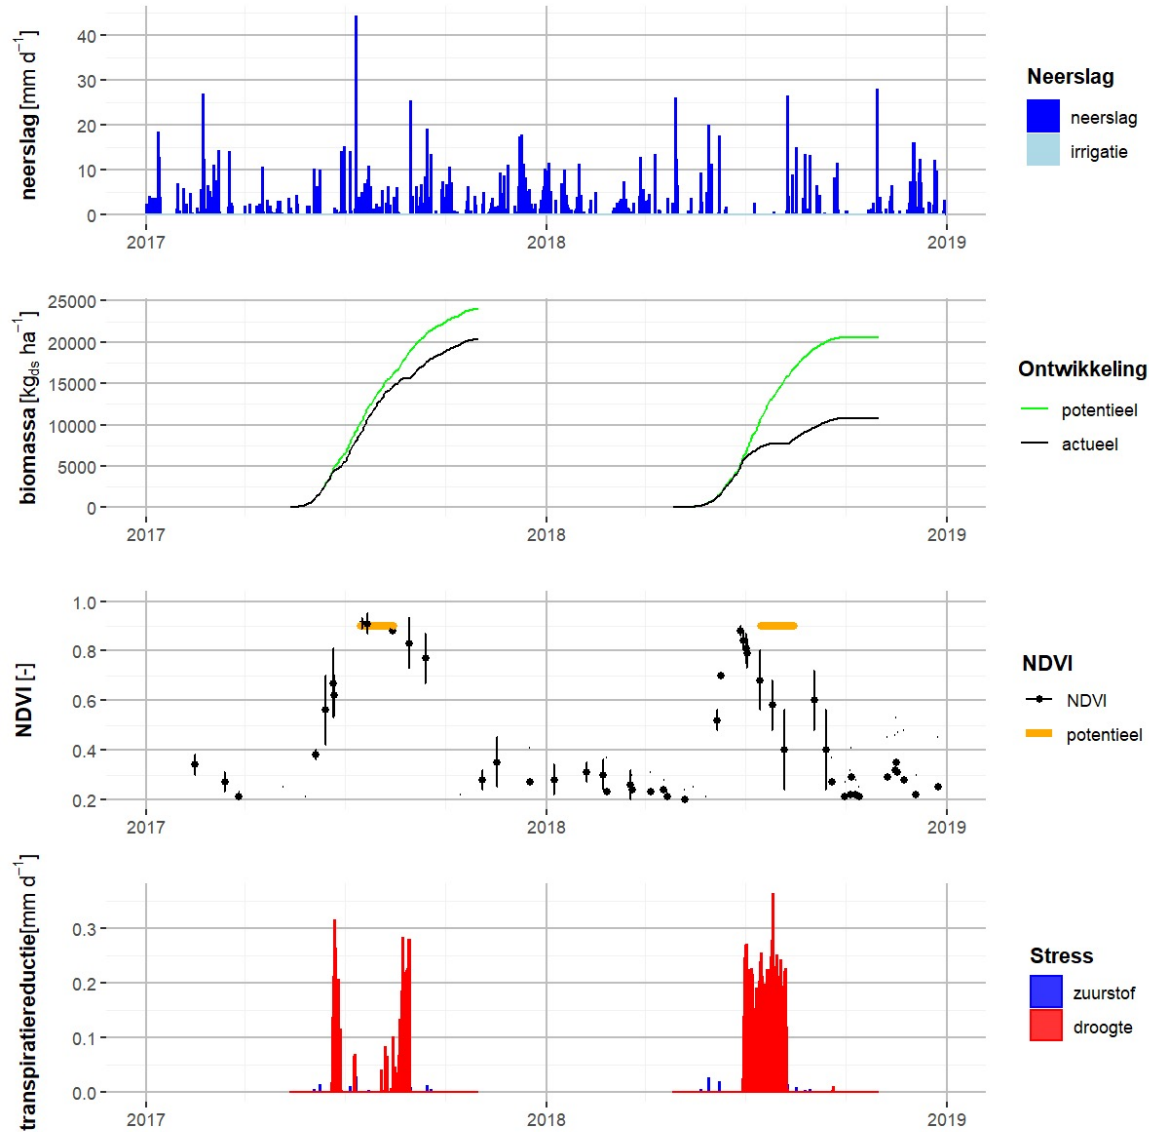 neerslag [mm d⁻¹]
40
30
20
10
0
2017
2018
2019
Neerslag
neerslag
irrigatie
biomassa [kg_ds ha⁻¹]
25000
20000
15000
10000
5000
0
2017
2018
2019
Ontwikkeling
potentieel
actueel
NDVI [-]
1.0
0.8
0.6
0.4
0.2
2017
2018
2019
NDVI
NDVI
potentieel
transpiratiereductie[mm d⁻¹]
0.3
0.2
0.1
0.0
2017
2018
2019
Stress
zuurstof
droogte